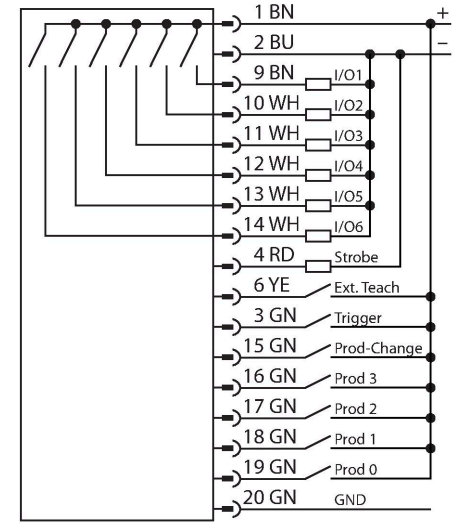 1 BN +
2 BU −
9 BN I/O1
10 WH I/O2
11 WH I/O3
12 WH I/O4
13 WH I/O5
14 WH I/O6
4 RD Strobe
6 YE Ext. Teach
3 GN Trigger
15 GN Prod-Change
16 GN Prod 3
17 GN Prod 2
18 GN Prod 1
19 GN Prod 0
20 GN GND